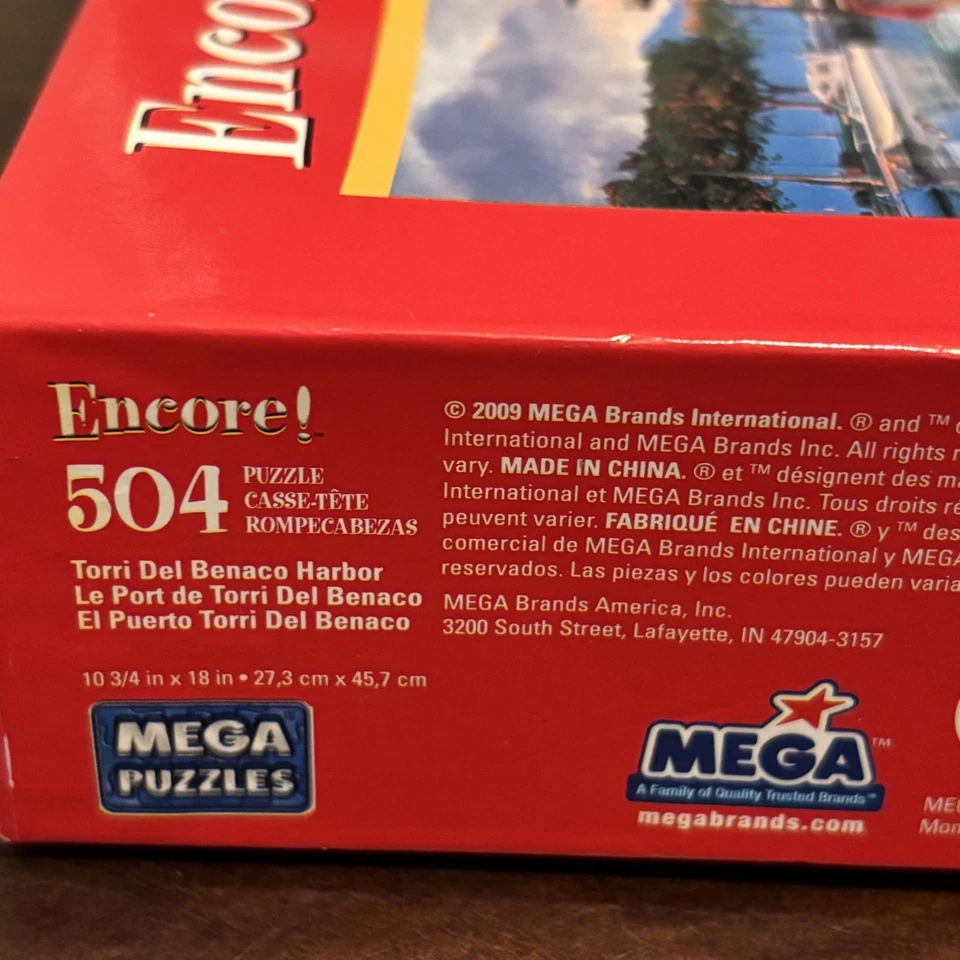 Encore!
504
PUZZLE
CASSE-TÊTE
ROMPECABEZAS
Torri Del Benaco Harbor
Le Port de Torri Del Benaco
El Puerto Torri Del Benaco
10 3/4 in x 18 in • 27,3 cm x 45,7 cm
MEGA
PUZZLES
© 2009 MEGA Brands International. ® and ™
International and MEGA Brands Inc. All rights
vary. MADE IN CHINA. ® et ™ désignent des
International et MEGA Brands Inc. Tous droits
peuvent varier. FABRIQUÉ EN CHINE. ® y ™
comercial de MEGA Brands International y MEGA
reservados. Las piezas y los colores pueden
MEGA Brands America, Inc.
3200 South Street, Lafayette, IN 47904-3157
MEGA™
A Family of Quality Trusted Brands™
megabrands.com